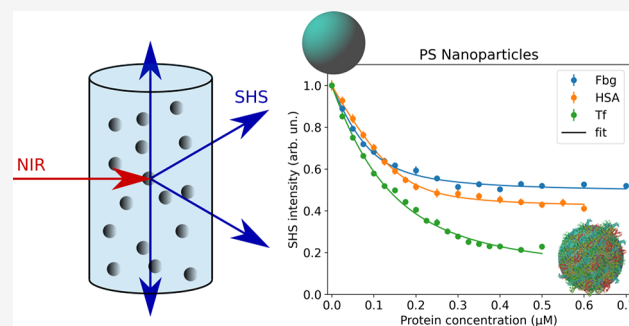 NIR
SHS
PS Nanoparticles
Fbg
HSA
Tf
fit
SHS intensity (arb. un.)
1.0
0.8
0.6
0.4
0.2
0.0
0.0 0.1 0.2 0.3 0.4 0.5 0.6
Protein concentration (μM)